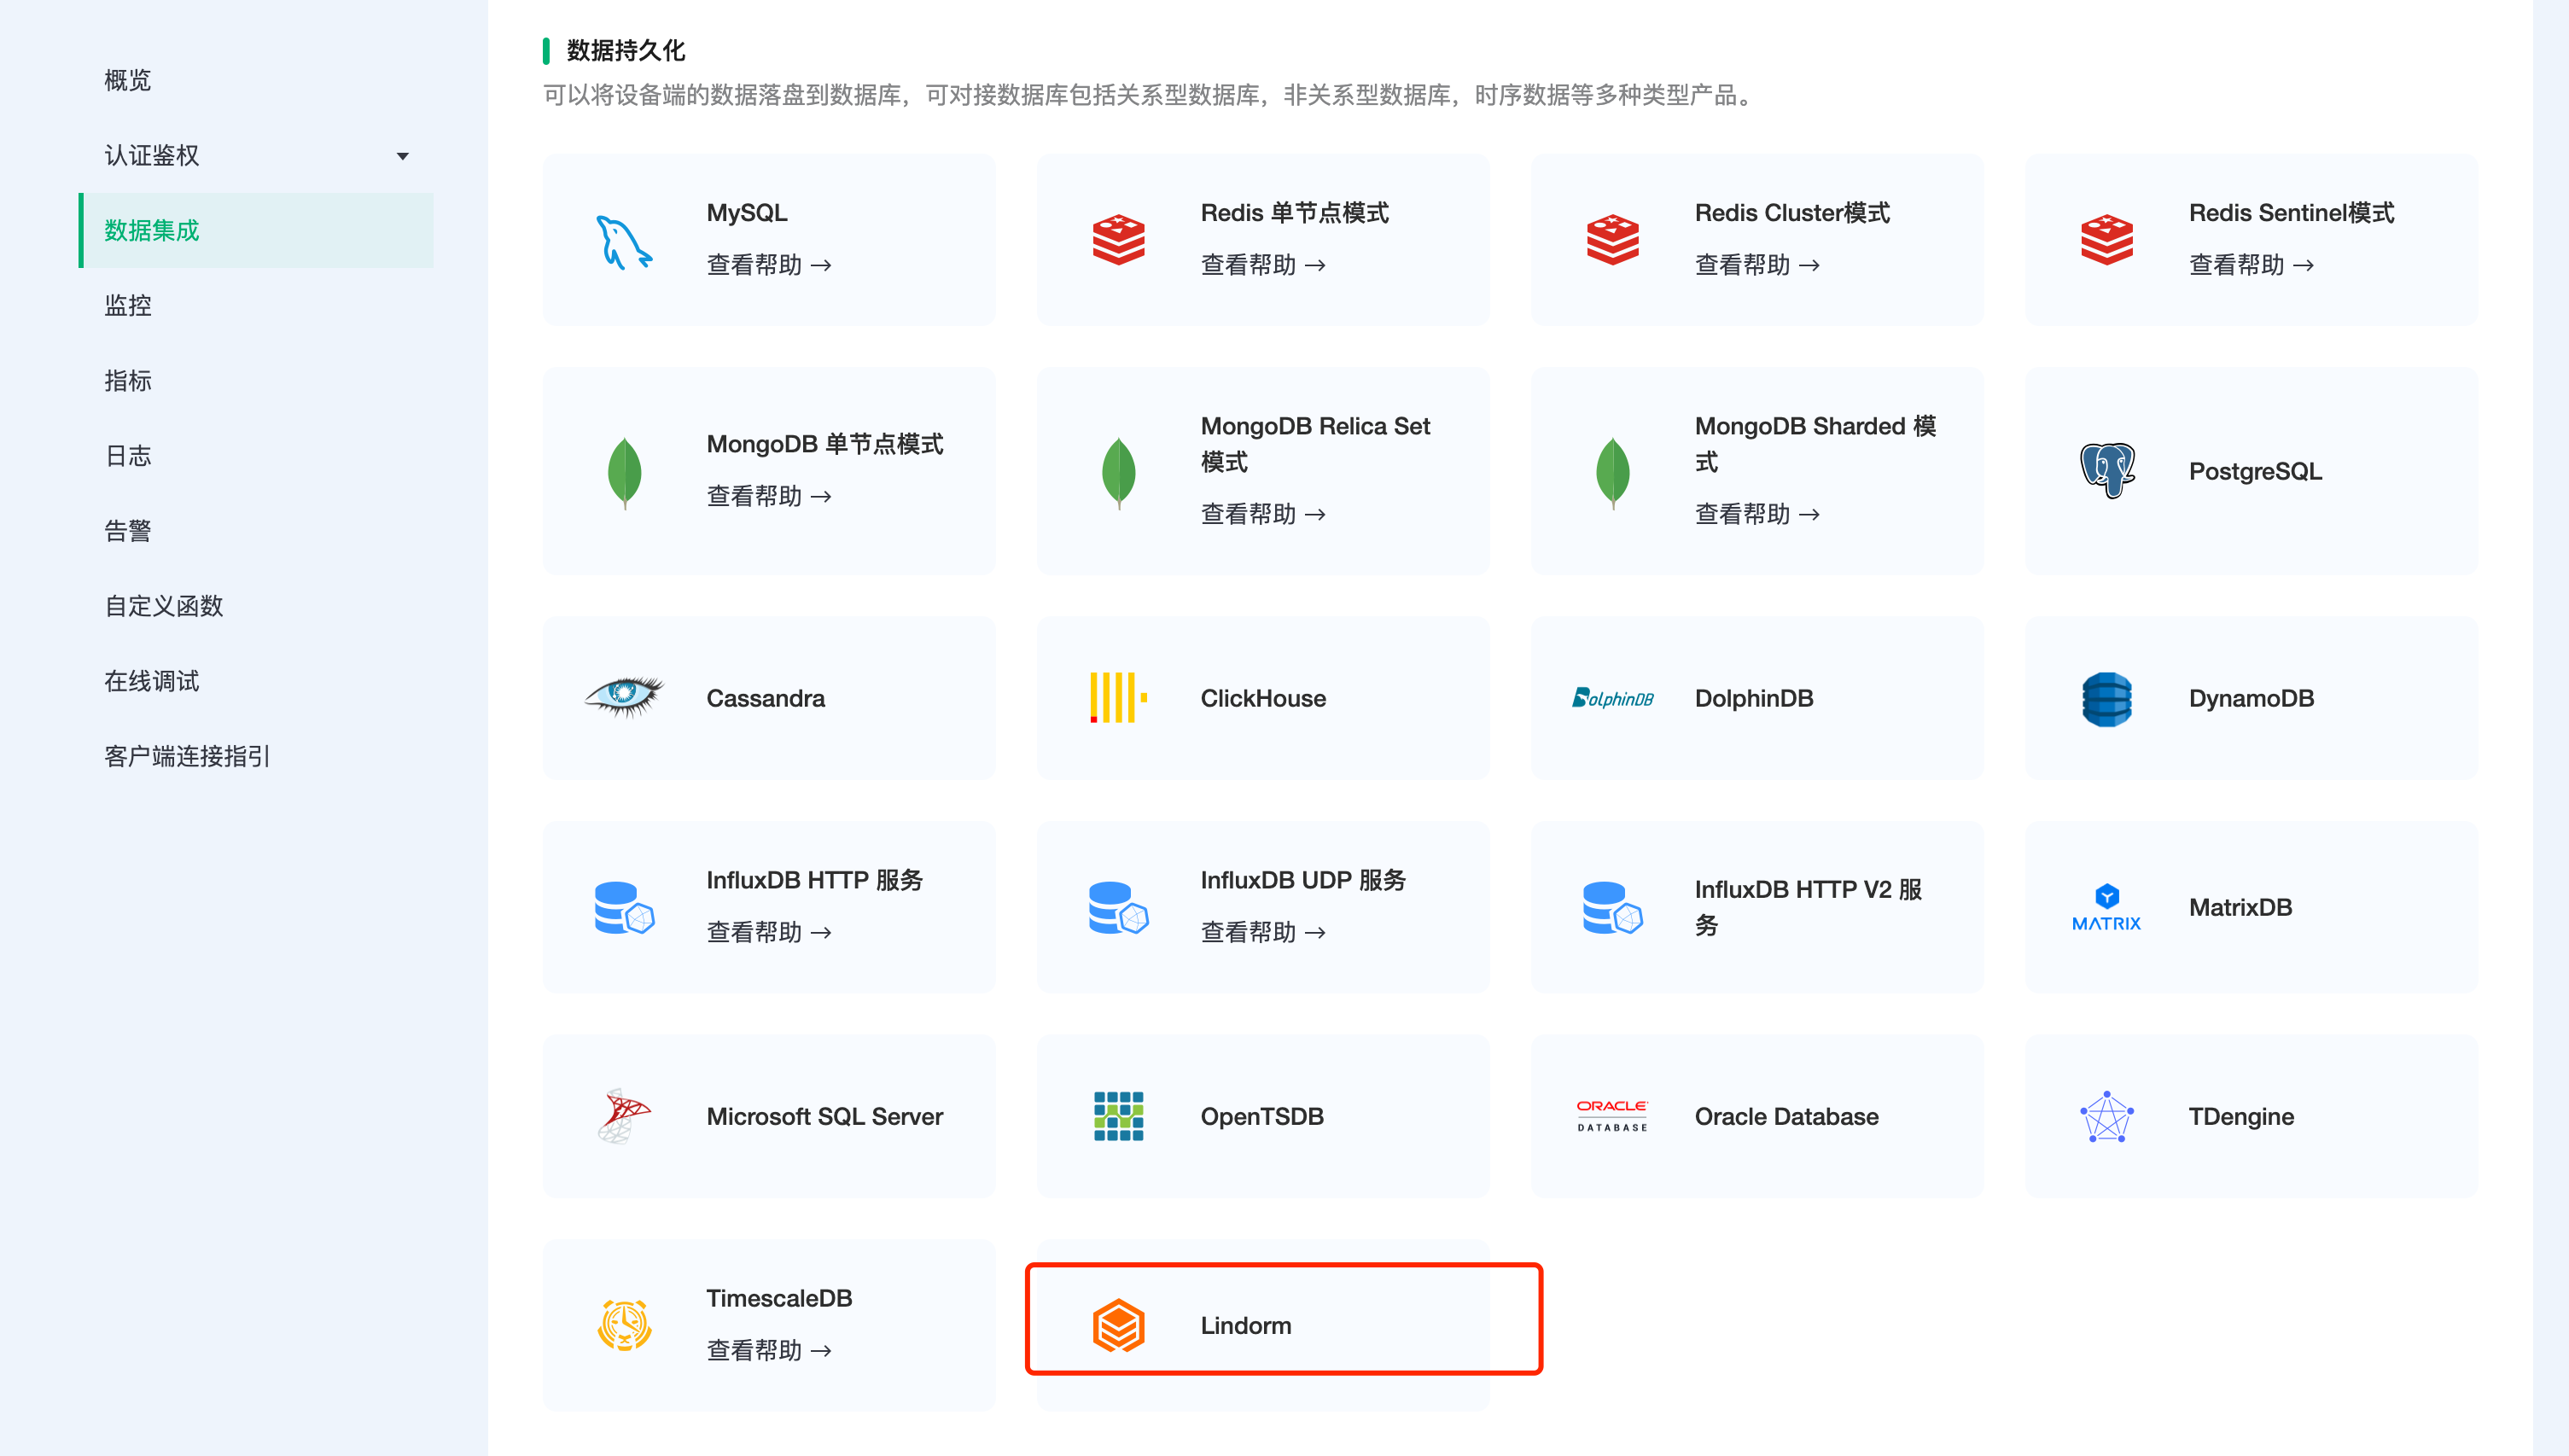 概览
认证鉴权
数据集成
监控
指标
日志
告警
自定义函数
在线调试
客户端连接指引
数据持久化
可以将设备端的数据落盘到数据库，可对接数据库包括关系型数据库，非关系型数据库，时序数据等多种类型产品。
MySQL
查看帮助 →
Redis 单节点模式
查看帮助 →
Redis Cluster模式
查看帮助 →
Redis Sentinel模式
查看帮助 →
MongoDB 单节点模式
查看帮助 →
MongoDB Relica Set
模式
查看帮助 →
MongoDB Sharded 模
式
查看帮助 →
PostgreSQL
Cassandra
ClickHouse
DolphinDB
DolphinDB
DynamoDB
InfluxDB HTTP 服务
查看帮助 →
InfluxDB UDP 服务
查看帮助 →
InfluxDB HTTP V2 服
务
MATRIX
MatrixDB
Microsoft SQL Server
OpenTSDB
ORACLE
DATABASE
Oracle Database
TDengine
TimescaleDB
查看帮助 →
Lindorm